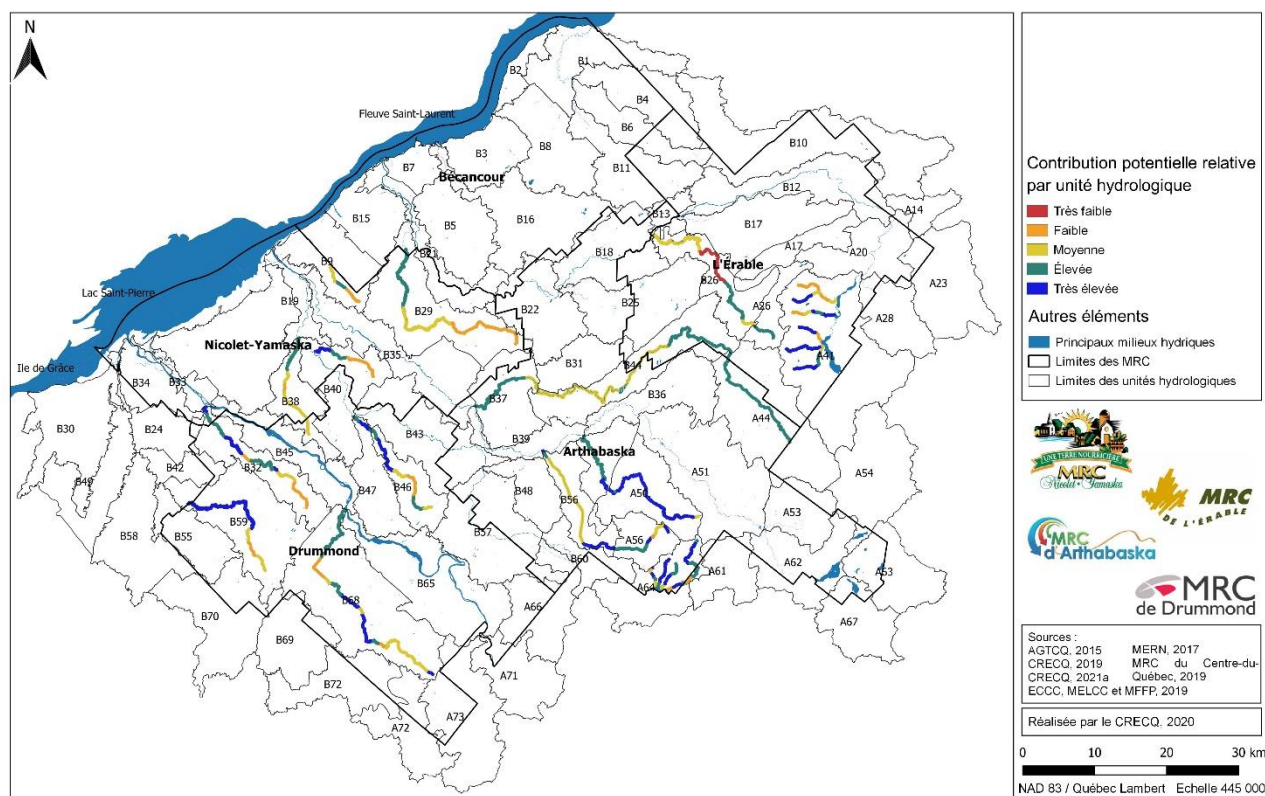 N
B1
B2
B4
Fleuve Saint-Laurent
B6
B3
B8
B10
B7
Bécancour
B11
B12
B15
B5
B16
B13
B17
A14
B18
A17
A20
B9
B21
L'Érable
B26
A23
Lac Saint-Pierre
B19
B25
A26
B29
B22
A28
Nicolet-Yamaska
B35
A41
Ile de Grâce
B31
B44
B34
B33
B40
B37
B36
B38
A44
B30
B24
B43
B39
Arthabaska
B45
B42
B32
A51
A54
B49
B47
B46
B48
B56
A50
B59
A53
B58
B55
B57
A56
Drummond
B60
A62
A61
A53
B65
A64
B68
A66
A67
B70
B69
A71
B72
A73
A72
Contribution potentielle relative
par unité hydrologique
Très faible
Faible
Moyenne
Élevée
Très élevée
Autres éléments
Principaux milieux hydriques
Limites des MRC
Limites des unités hydrologiques
UNE TERRE NOURRICIÈRE
MRC
Nicolet-Yamaska
MRC
DE L'ÉRABLE
MRC
d'Arthabaska
MRC
de Drummond
Sources :
AGTCQ, 2015 MERN, 2017
CRECQ, 2019 MRC du Centre-du-
CRECQ, 2021a Québec, 2019
ECCC, MELCC et MFFP, 2019
Réalisée par le CRECQ, 2020
0 10 20 30 km
NAD 83 / Québec Lambert Echelle 445 000